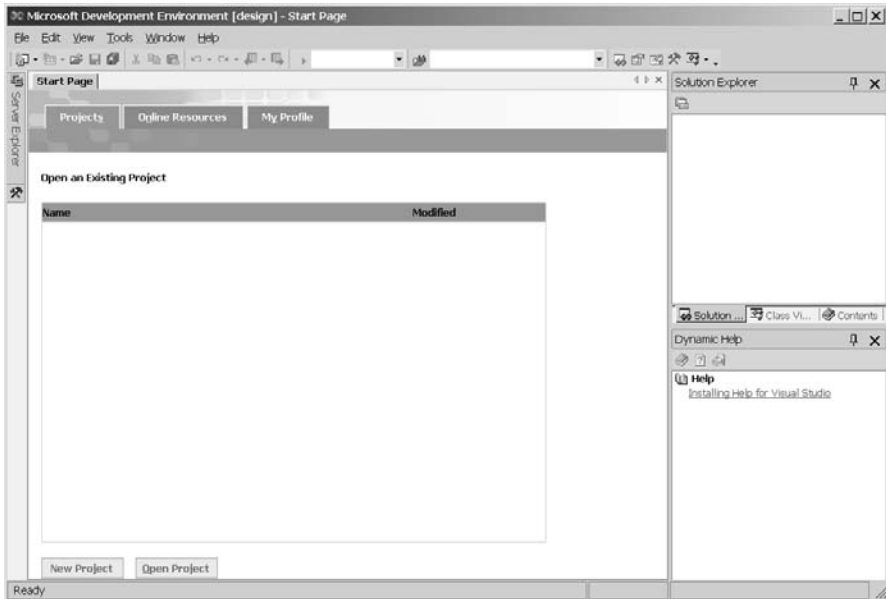 Microsoft Development Environment [design] - Start Page
File Edit View Tools Window Help
Server Explorer
Start Page
Projects Online Resources My Profile
Open an Existing Project
Name Modified
New Project Open Project
Solution Explorer
Solution ... Class Vi... Contents
Dynamic Help
Help
Installing Help for Visual Studio
Ready